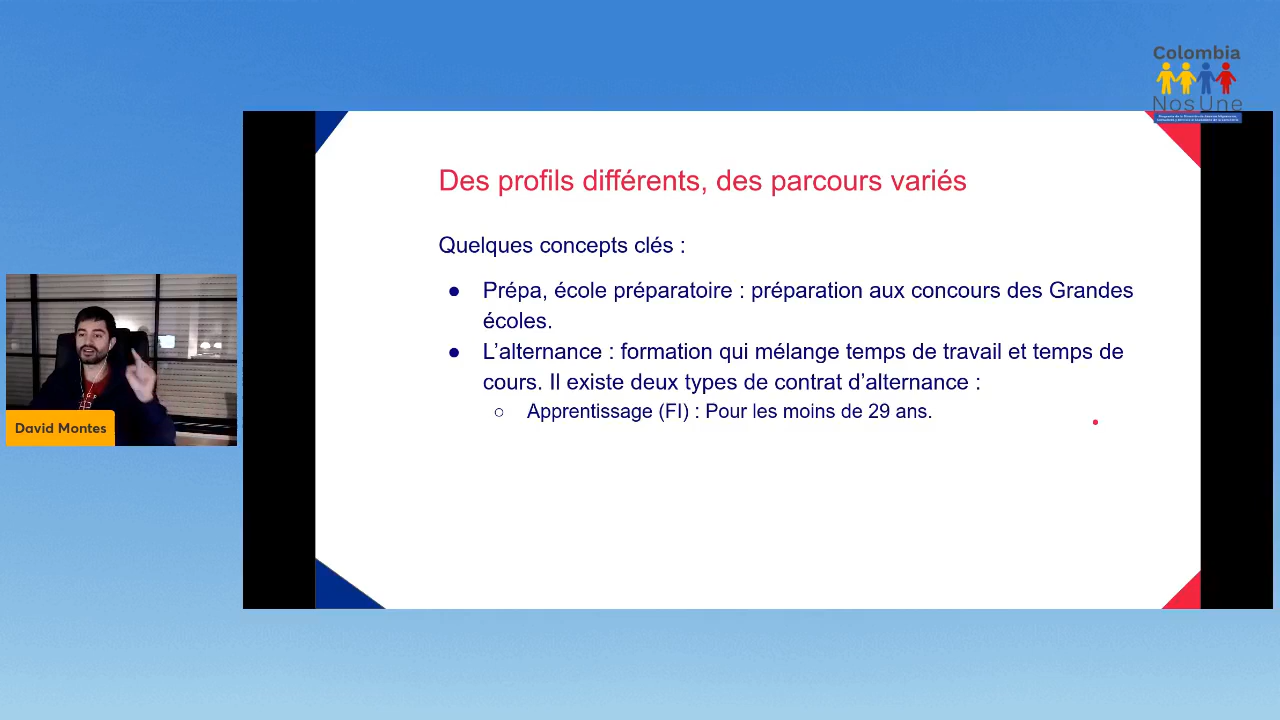 Colombia
Nos Une
Des profils différents, des parcours variés
Quelques concepts clés :
● Prépa, école préparatoire : préparation aux concours des Grandes
écoles.
● L’alternance : formation qui mélange temps de travail et temps de
cours. Il existe deux types de contrat d’alternance :
○ Apprentissage (FI) : Pour les moins de 29 ans.
David Montes